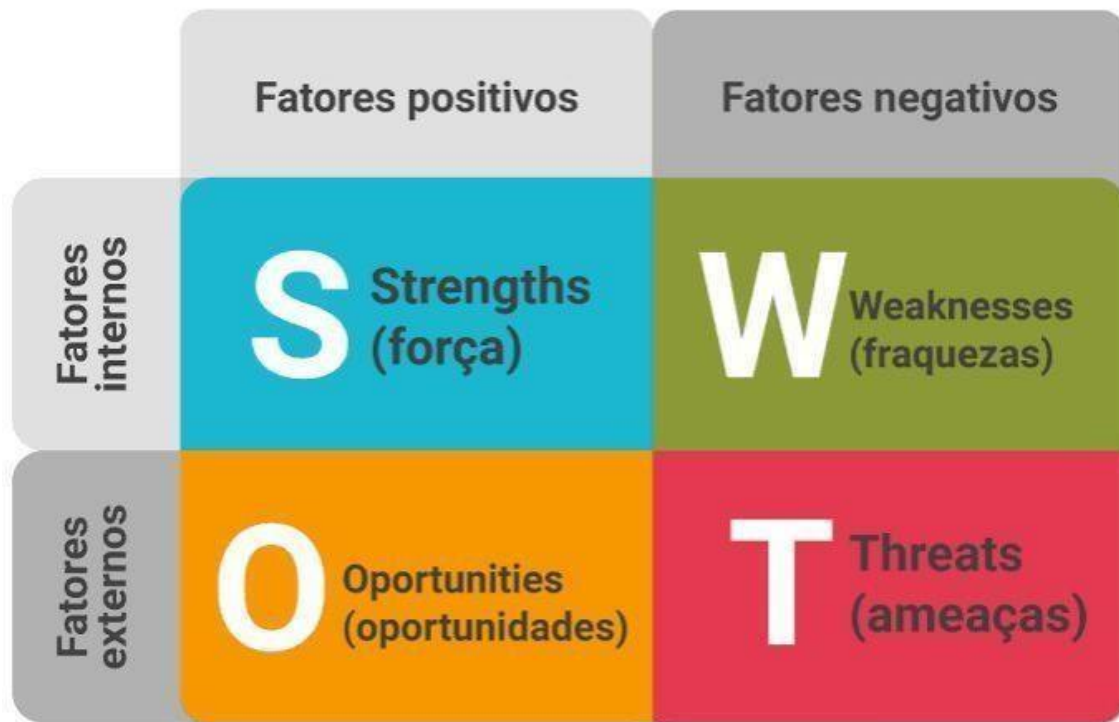 Fatores positivos
Fatores negativos
Fatores
internos
S
Strengths
(força)
W
Weaknesses
(fraquezas)
Fatores
externos
O
Oportunities
(oportunidades)
T
Threats
(ameaças)